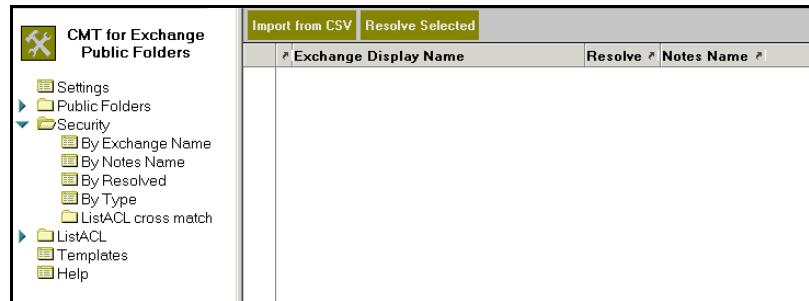 CMT for Exchange
Public Folders
Settings
Public Folders
Security
By Exchange Name
By Notes Name
By Resolved
By Type
ListACL cross match
ListACL
Templates
Help
Import from CSV Resolve Selected
Exchange Display Name Resolve Notes Name